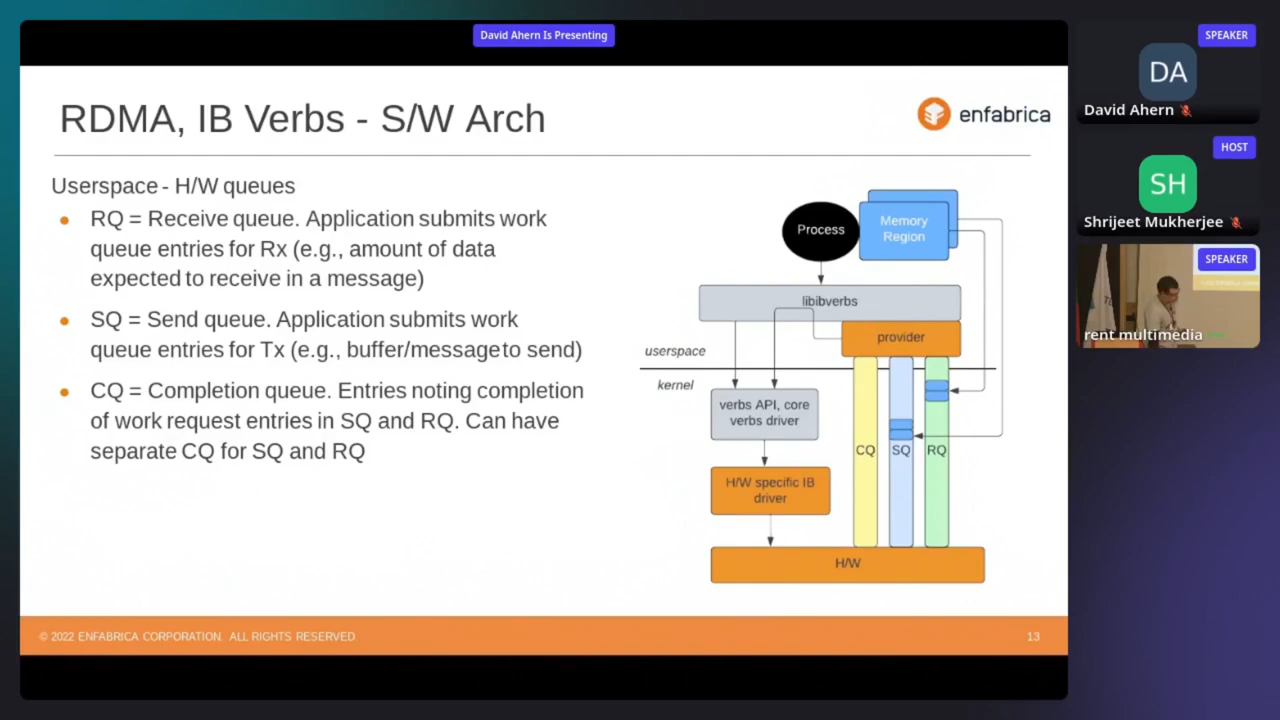 David Ahern Is Presenting
RDMA, IB Verbs - S/W Arch
enfabrica
Userspace - H/W queues
RQ = Receive queue. Application submits work
queue entries for Rx (e.g., amount of data
expected to receive in a message)
SQ = Send queue. Application submits work
queue entries for Tx (e.g., buffer/message to send)
CQ = Completion queue. Entries noting completion
of work request entries in SQ and RQ. Can have
separate CQ for SQ and RQ
Process
Memory
Region
libibverbs
provider
userspace
kernel
verbs API, core
verbs driver
CQ
SQ
RQ
H/W specific IB
driver
H/W
© 2022 ENFABRICA CORPORATION. ALL RIGHTS RESERVED
13
SPEAKER
DA
David Ahern
HOST
SH
Shrijeet Mukherjee
SPEAKER
rent multimedia